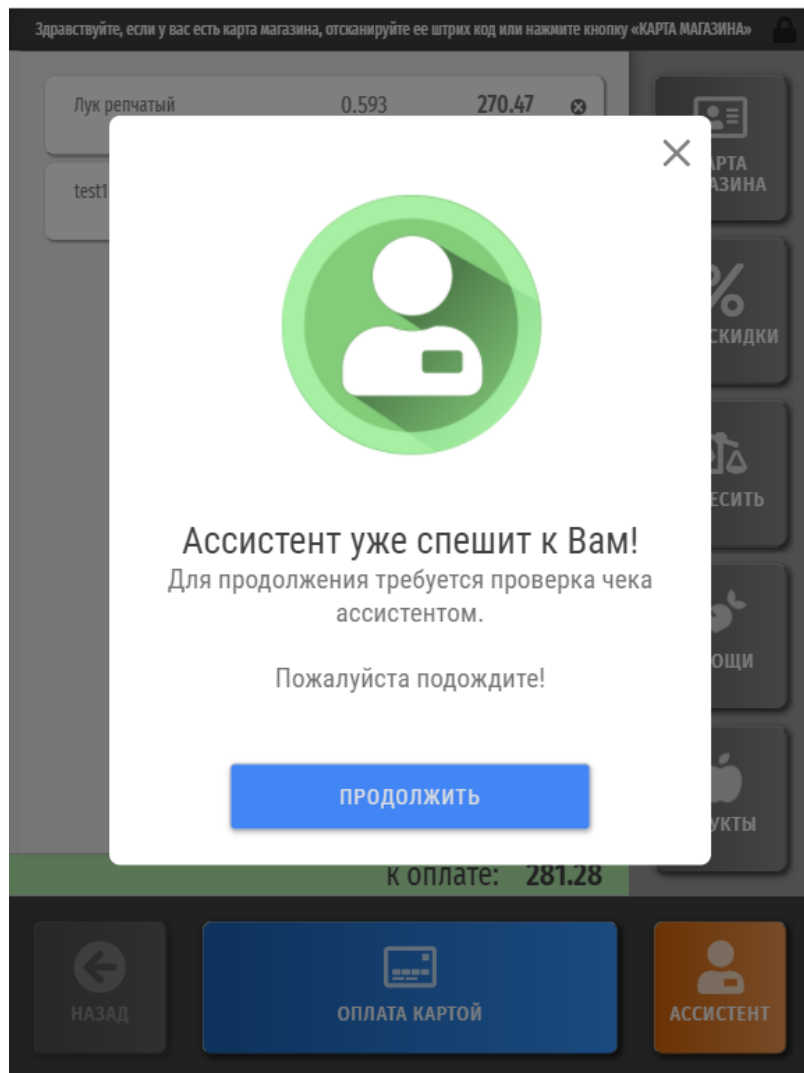 Здравствуйте, если у вас есть карта магазина, отсканируйте ее штрих код или нажмите кнопку «КАРТА МАГАЗИНА»
Лук репчатый 0.593 270.47
test1
Ассистент уже спешит к Вам!
Для продолжения требуется проверка чека
ассистентом.
Пожалуйста подождите!
ПРОДОЛЖИТЬ
к оплате: 281.28
НАЗАД
ОПЛАТА КАРТОЙ
АССИСТЕНТ